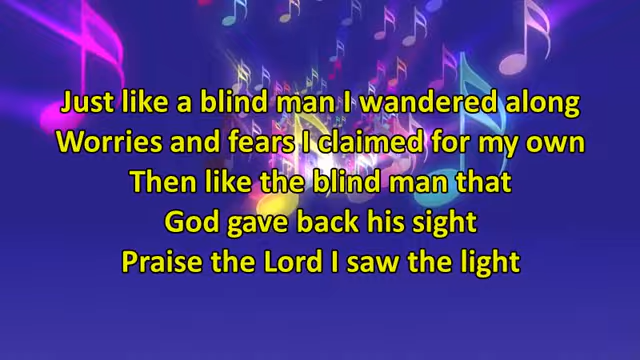 Just like a blind man I wandered along
Worries and fears I claimed for my own
Then like the blind man that
God gave back his sight
Praise the Lord I saw the light